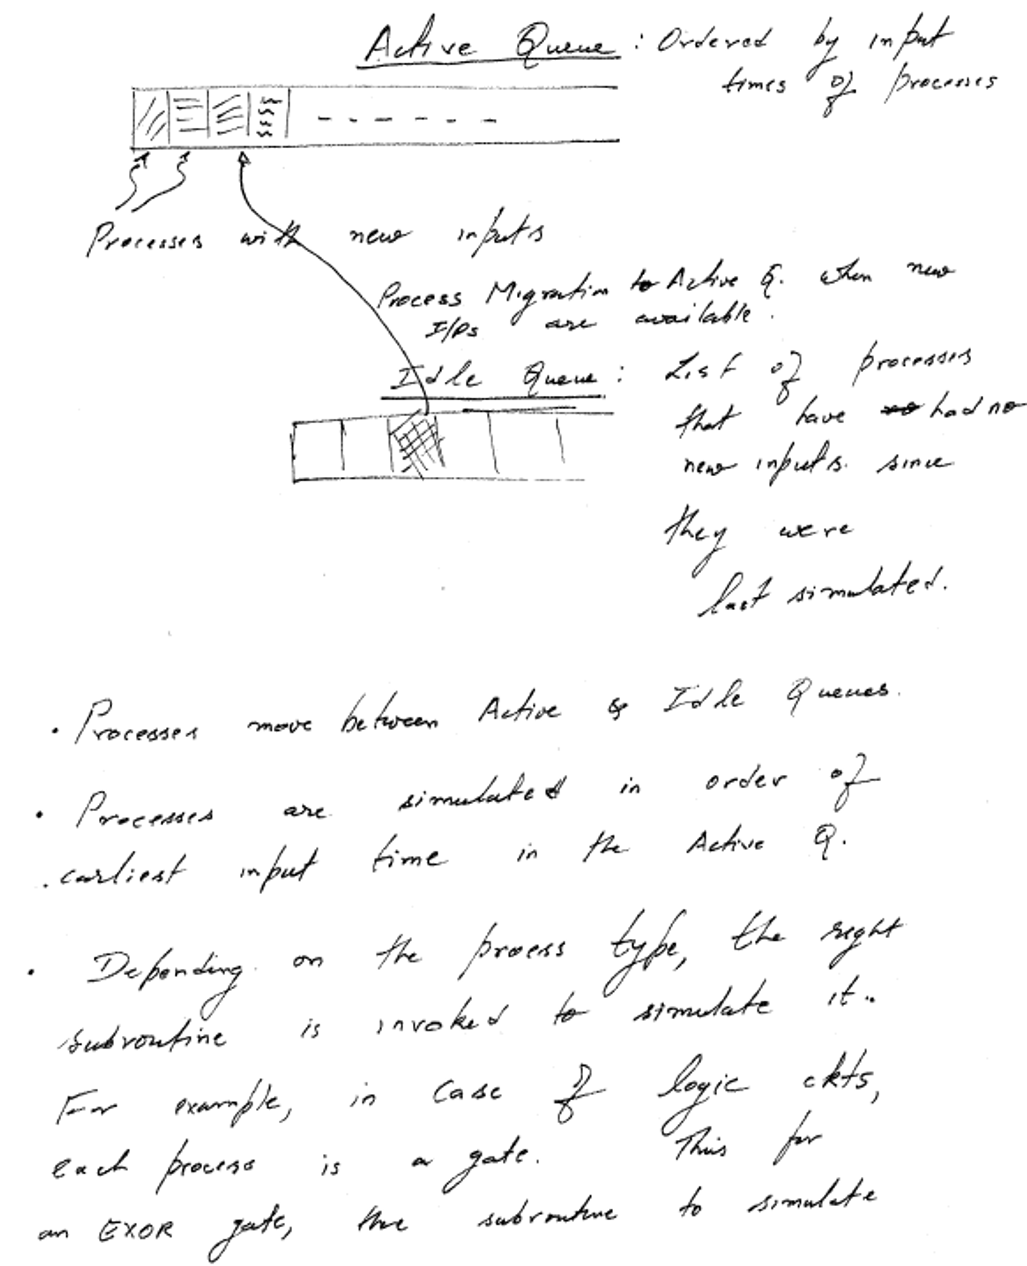 Active Queue : Ordered by input
times of processes
Processes with new inputs
Process Migration to Active Q. when new
I/Ps are available.
Idle Queue : List of processes
that have had no
new inputs since
they were
last simulated.
· Processes move between Active & Idle Queues.
· Processes are simulated in order of
earliest input time in the Active Q.
· Depending on the process type, the right
subroutine is invoked to simulate it.
For example, in case of logic ckts,
each process is a gate. Thus for
an EXOR gate, the subroutine to simulate